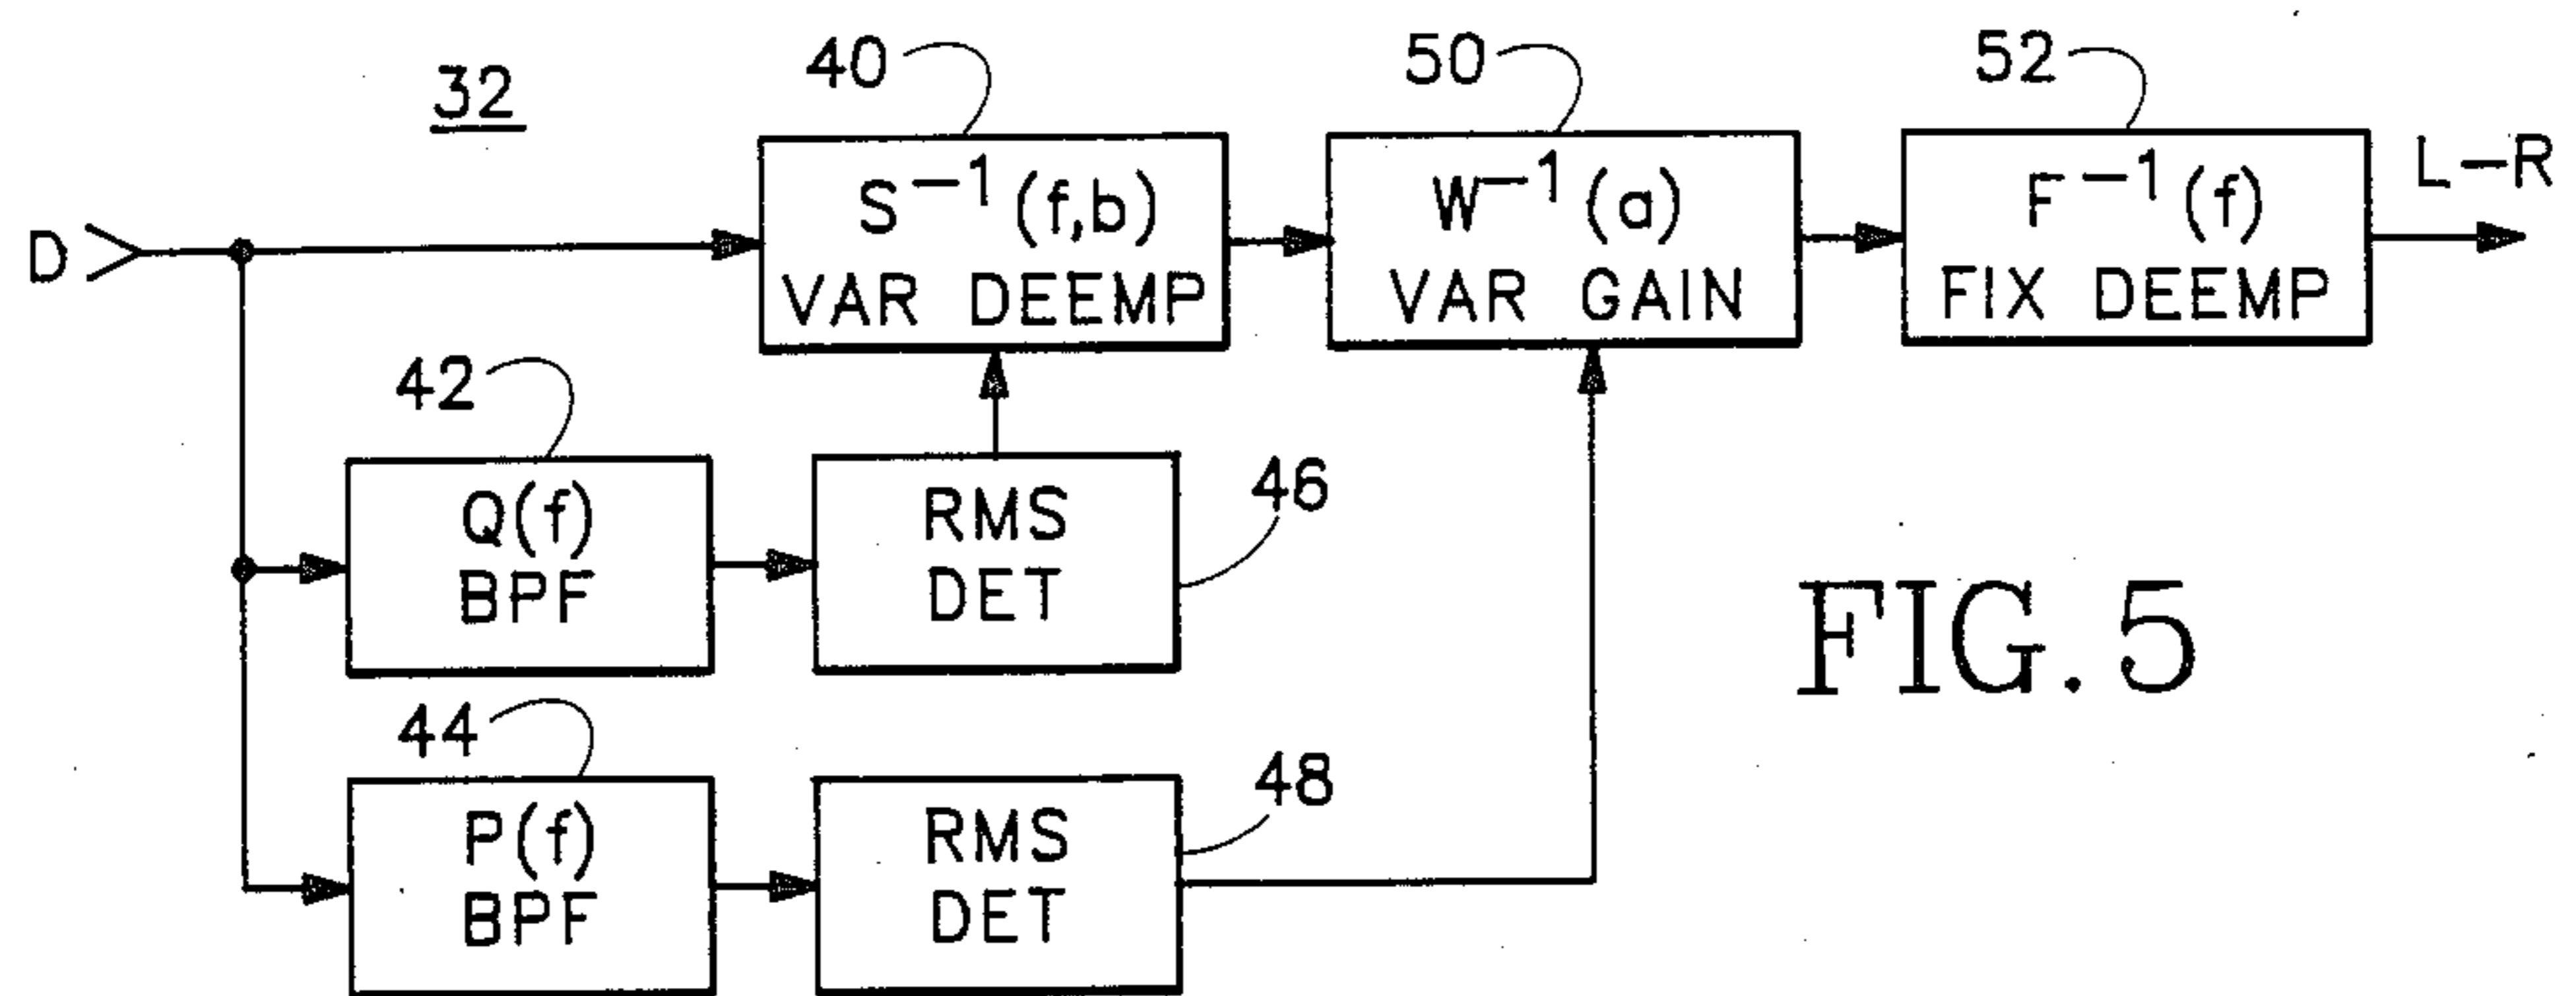 32
40
50
52
D
S⁻¹(f,b)
VAR DEEMP
W⁻¹(a)
VAR GAIN
F⁻¹(f)
FIX DEEMP
L-R
42
Q(f)
BPF
RMS
DET
46
44
P(f)
BPF
RMS
DET
48
FIG. 5